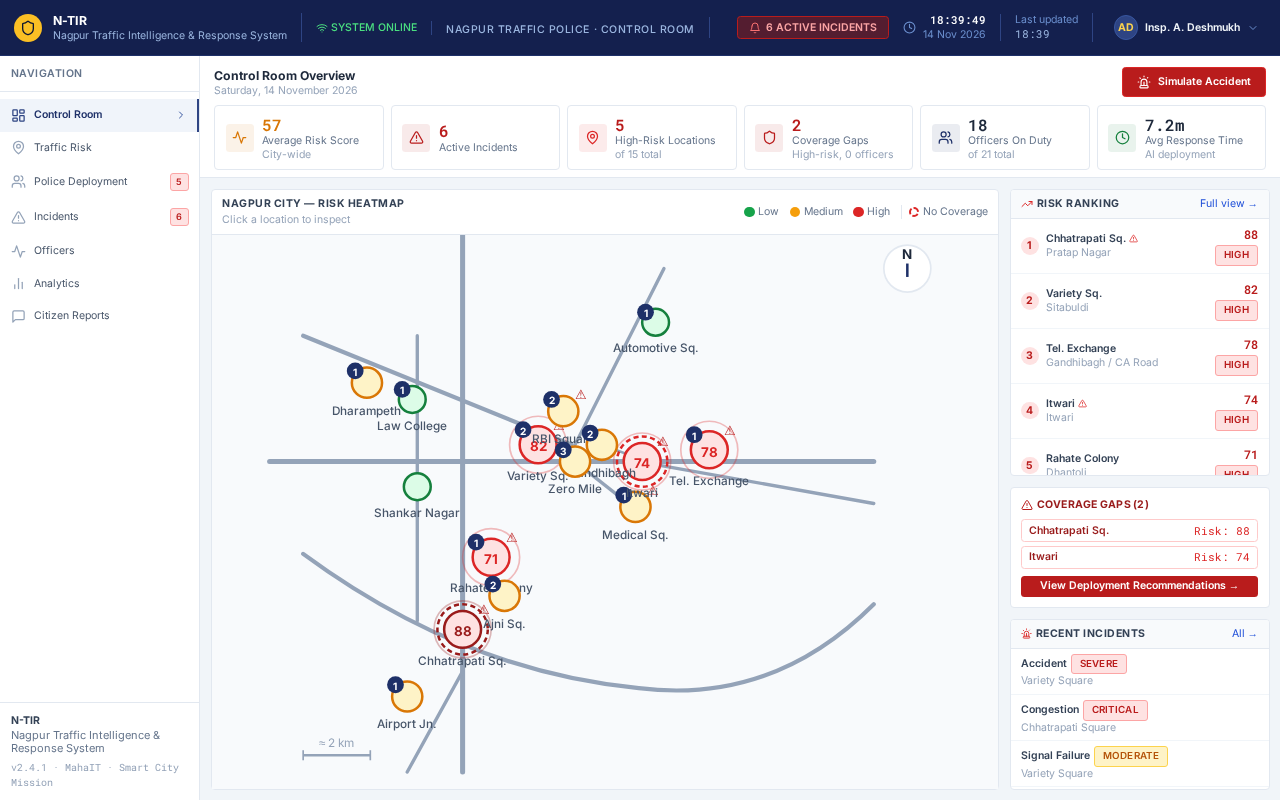 N-TIR
Nagpur Traffic Intelligence & Response System
SYSTEM ONLINE
NAGPUR TRAFFIC POLICE · CONTROL ROOM
6 ACTIVE INCIDENTS
18:39:49
14 Nov 2026
Last updated
18:39
AD
Insp. A. Deshmukh
NAVIGATION
Control Room
Traffic Risk
Police Deployment 5
Incidents 6
Officers
Analytics
Citizen Reports
N-TIR
Nagpur Traffic Intelligence &
Response System
v2.4.1 · MahaIT · Smart City
Mission
Control Room Overview
Saturday, 14 November 2026
Simulate Accident
57
Average Risk Score
City-wide
6
Active Incidents
5
High-Risk Locations
of 15 total
2
Coverage Gaps
High-risk, 0 officers
18
Officers On Duty
of 21 total
7.2m
Avg Response Time
AI deployment
NAGPUR CITY — RISK HEATMAP
Click a location to inspect
Low
Medium
High
No Coverage
N
1
Automotive Sq.
1
Dharampeth
1
Law College
2
RBI Squar
2
82
Variety Sq.
2
ndhibagh
3
Zero Mile
74
Itwari
1
78
Tel. Exchange
1
Medical Sq.
Shankar Nagar
1
71
Rahate ny
2
Ajni Sq.
88
Chhatrapati Sq.
1
Airport Jn.
≈ 2 km
RISK RANKING
Full view →
1 Chhatrapati Sq. 88
Pratap Nagar HIGH
2 Variety Sq. 82
Sitabuldi HIGH
3 Tel. Exchange 78
Gandhibagh / CA Road HIGH
4 Itwari 74
Itwari HIGH
5 Rahate Colony 71
Dhantoli HIGH
COVERAGE GAPS (2)
Chhatrapati Sq. Risk: 88
Itwari Risk: 74
View Deployment Recommendations →
RECENT INCIDENTS
All →
Accident SEVERE
Variety Square
Congestion CRITICAL
Chhatrapati Square
Signal Failure MODERATE
Variety Square